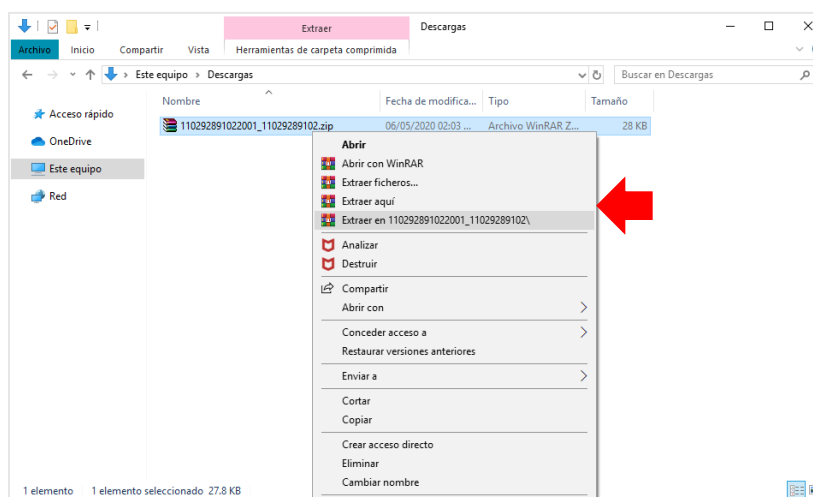 Extraer
Descargas
Archivo Inicio Compartir Vista Herramientas de carpeta comprimida
Este equipo › Descargas
Buscar en Descargas
Nombre Fecha de modifica... Tipo Tamaño
110292891022001_11029289102.zip 06/05/2020 02:03 ... Archivo WinRAR Z... 28 KB
Acceso rápido
OneDrive
Este equipo
Red
Abrir
Abrir con WinRAR
Extraer ficheros...
Extraer aquí
Extraer en 110292891022001_11029289102\
Analizar
Destruir
Compartir
Abrir con
Conceder acceso a
Restaurar versiones anteriores
Enviar a
Cortar
Copiar
Crear acceso directo
Eliminar
Cambiar nombre
1 elemento 1 elemento seleccionado 27.8 KB